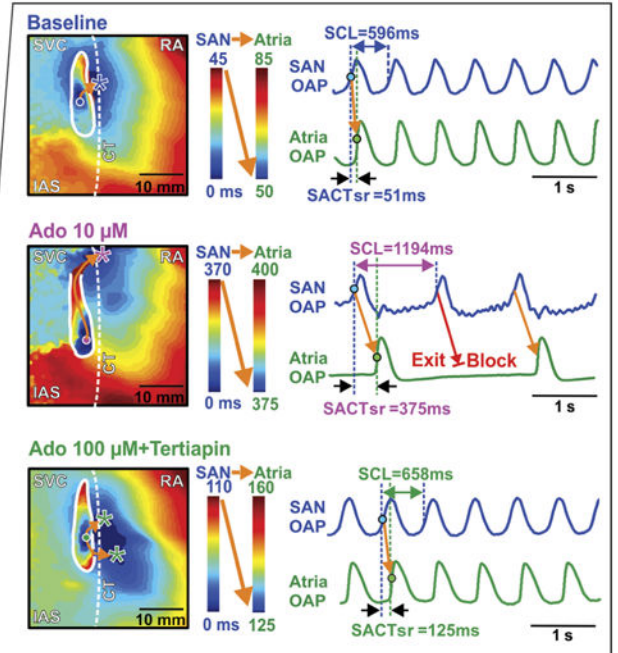 Baseline
SVC RA
CT
IAS 10 mm
SAN Atria
45 85
0 ms 50
SCL=596ms
SAN
OAP
Atria
OAP
SACTsr =51ms
1 s
Ado 10 µM
SVC RA
CT
IAS 10 mm
SAN Atria
370 400
0 ms 375
SCL=1194ms
SAN
OAP
Atria
OAP
Exit Block
SACTsr =375ms
1 s
Ado 100 µM+Tertiapin
SVC RA
CT
IAS 10 mm
SAN Atria
110 160
0 ms 125
SCL=658ms
SAN
OAP
Atria
OAP
SACTsr =125ms
1 s